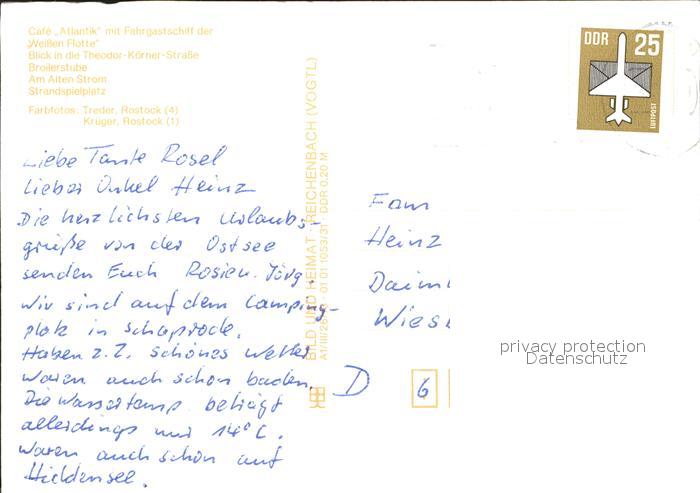 Café „Atlantik" mit Fahrgastschiff der
„Weißen Flotte"
Blick in die Theodor-Körner-Straße
Broilerstube
Am Alten Strom
Strandspielplatz
Farbfotos: Treder, Rostock (4)
Krüger, Rostock (1)
Liebe Tante Rosel
Lieber Onkel Heinz
Die herzlichsten Urlaubs-
grüße von der Ostsee
senden Euch Rosien. Jörg.
Wir sind auf dem Camping-
platz in Schaprode.
Haben z.Z. schönes Wetter
waren auch schon baden.
Die Wassertemp. beträgt
allerdings nur 14°C.
Waren auch schon auf
Hiddensee.
BILD UND HEIMAT REICHENBACH (VOGTL)
DDR 0,20 M
DDR 25
LUFTPOST
Fam
Heinz
Daiml
Wiesb
D 6
privacy protection
Datenschutz